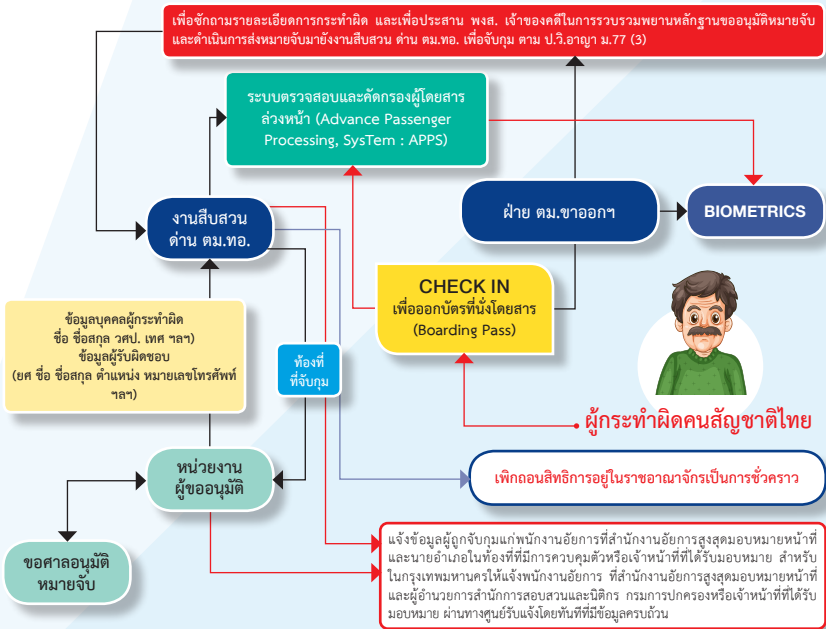 เพื่อซักถามรายละเอียดการกระทำผิด และเพื่อประสาน พงส. เจ้าของคดีในการรวบรวมพยานหลักฐานขออนุมัติหมายจับ
และดำเนินการส่งหมายจับมายังงานสืบสวน ด่าน ตม.ทอ. เพื่อจับกุม ตาม ป.วิ.อาญา ม.77 (3)
ระบบตรวจสอบและคัดกรองผู้โดยสาร
ล่วงหน้า (Advance Passenger
Processing, SysTem : APPS)
งานสืบสวน
ด่าน ตม.ทอ.
ฝ่าย ตม.ขาออกฯ
BIOMETRICS
CHECK IN
เพื่อออกบัตรที่นั่งโดยสาร
(Boarding Pass)
ข้อมูลบุคคลผู้กระทำผิด
ชื่อ ชื่อสกุล วศป. เทศ ฯลฯ)
ข้อมูลผู้รับผิดชอบ
(ยศ ชื่อ ชื่อสกุล ตำแหน่ง หมายเลขโทรศัพท์
ฯลฯ)
ท้องที่
ที่จับกุม
ผู้กระทำผิดคนสัญชาติไทย
หน่วยงาน
ผู้ขออนุมัติ
เพิกถอนสิทธิการอยู่ในราชอาณาจักรเป็นการชั่วคราว
ขอศาลอนุมัติ
หมายจับ
แจ้งข้อมูลผู้ถูกจับกุมแก่พนักงานอัยการที่สำนักงานอัยการสูงสุดมอบหมายหน้าที่
และนายอำเภอในท้องที่ที่มีการควบคุมตัวหรือเจ้าหน้าที่ที่ได้รับมอบหมาย สำหรับ
ในกรุงเทพมหานครให้แจ้งพนักงานอัยการ ที่สำนักงานอัยการสูงสุดมอบหมายหน้าที่
และผู้อำนวยการสำนักการสอบสวนและนิติกร กรมการปกครองหรือเจ้าหน้าที่ที่ได้รับ
มอบหมาย ผ่านทางศูนย์รับแจ้งโดยทันทีที่มีข้อมูลครบถ้วน